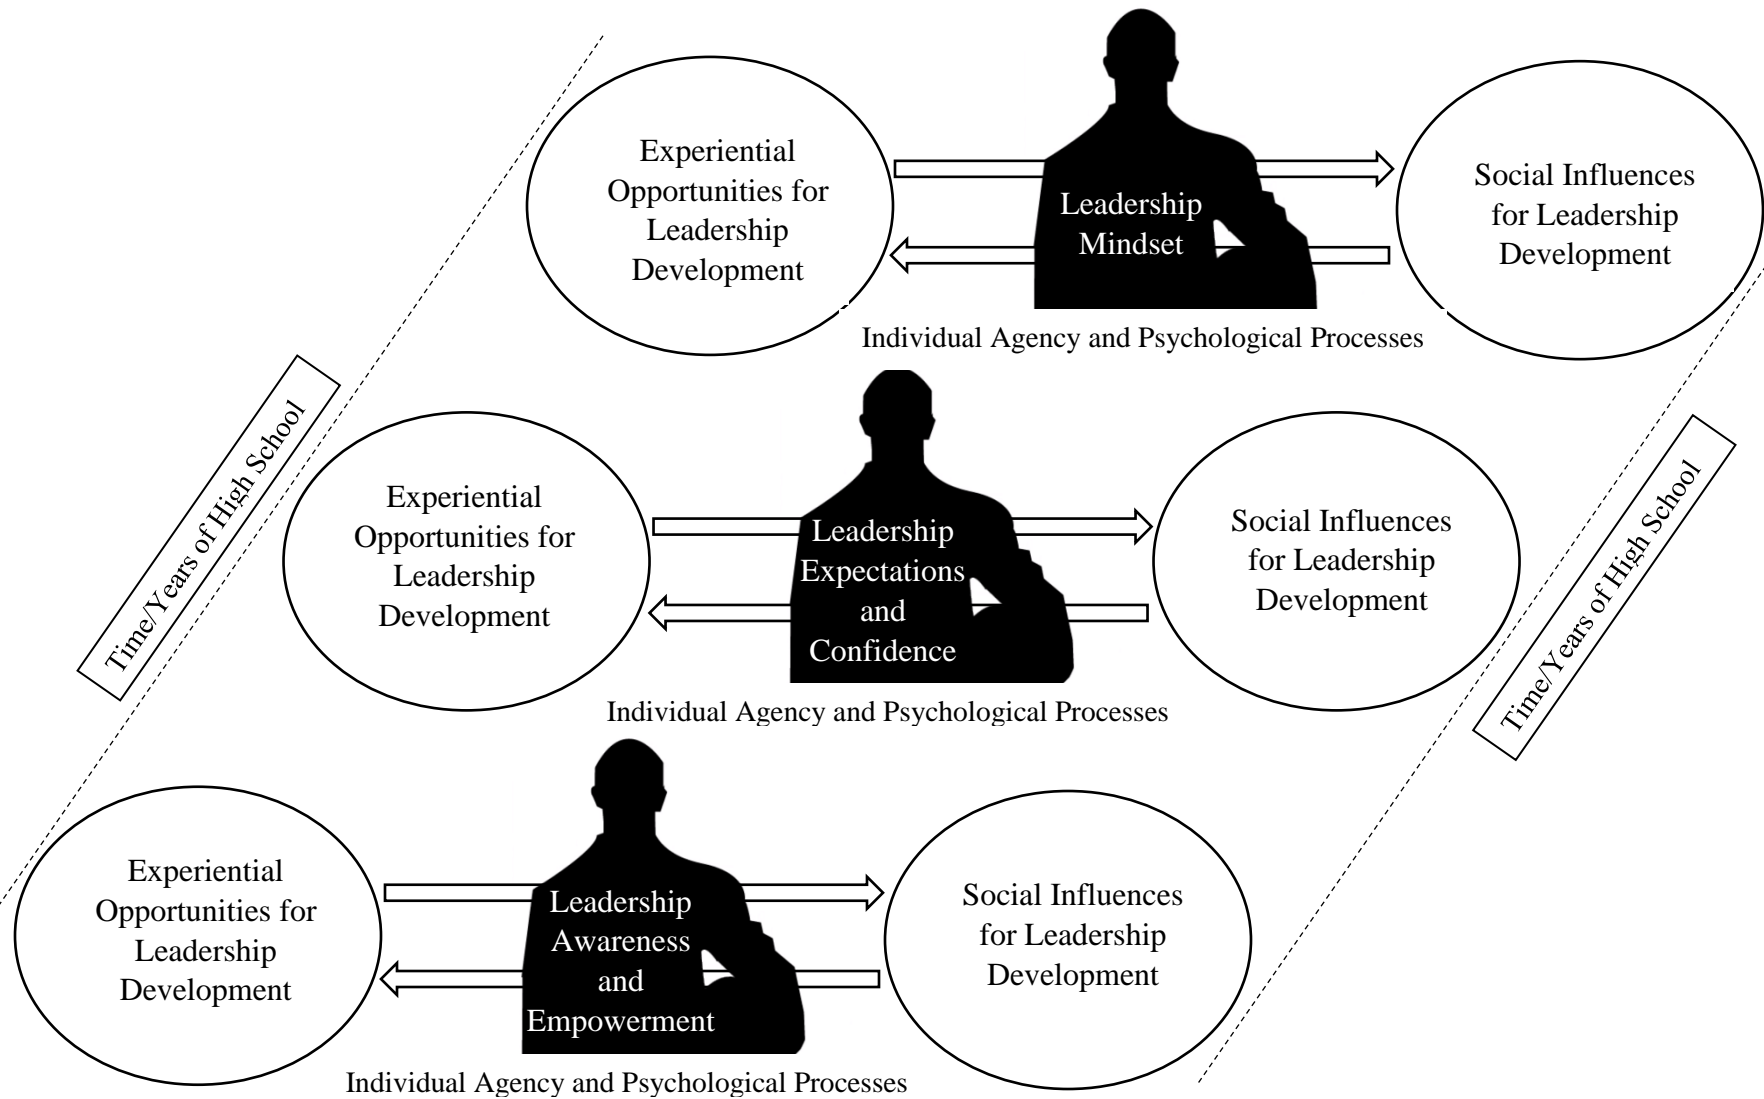 Experiential
Opportunities for
Leadership
Development
Leadership
Mindset
Social Influences
for Leadership
Development
Individual Agency and Psychological Processes
Time/Years of High School
Experiential
Opportunities for
Leadership
Development
Leadership
Expectations
and
Confidence
Social Influences
for Leadership
Development
Time/Years of High School
Individual Agency and Psychological Processes
Experiential
Opportunities for
Leadership
Development
Leadership
Awareness
and
Empowerment
Social Influences
for Leadership
Development
Individual Agency and Psychological Processes